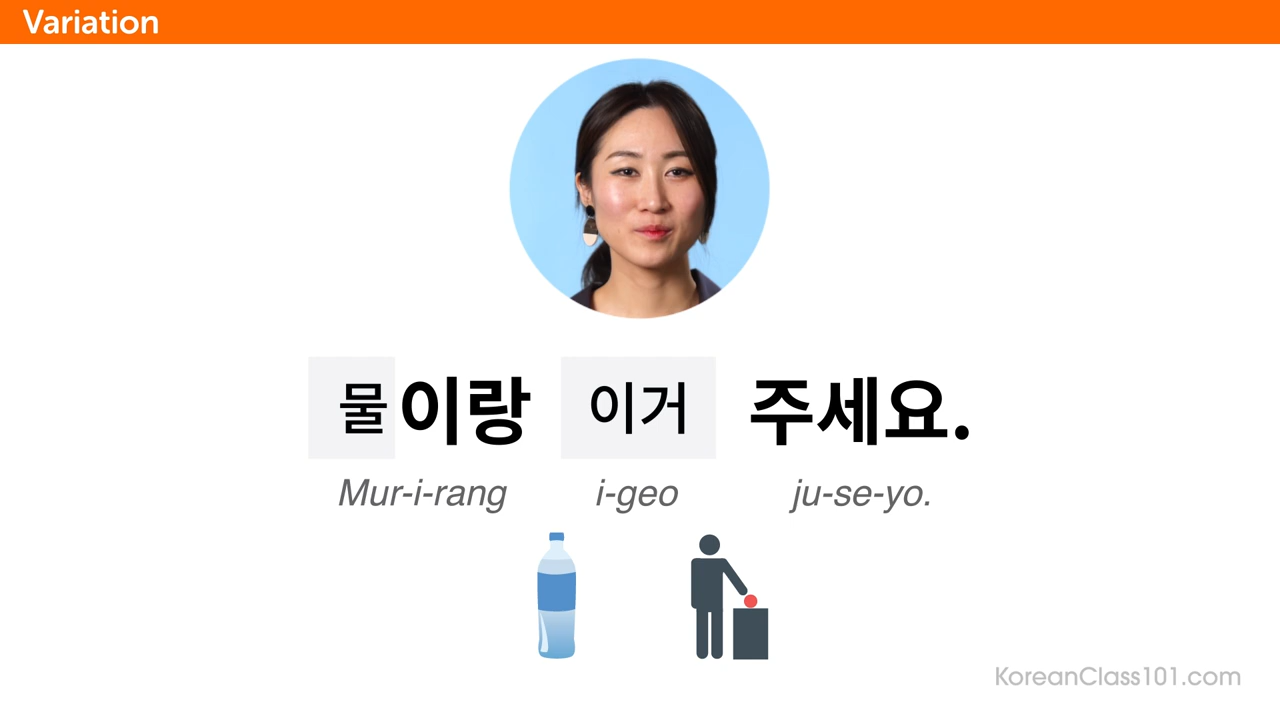 Variation
물이랑 이거 주세요.
Mur-i-rang i-geo ju-se-yo.
KoreanClass101.com